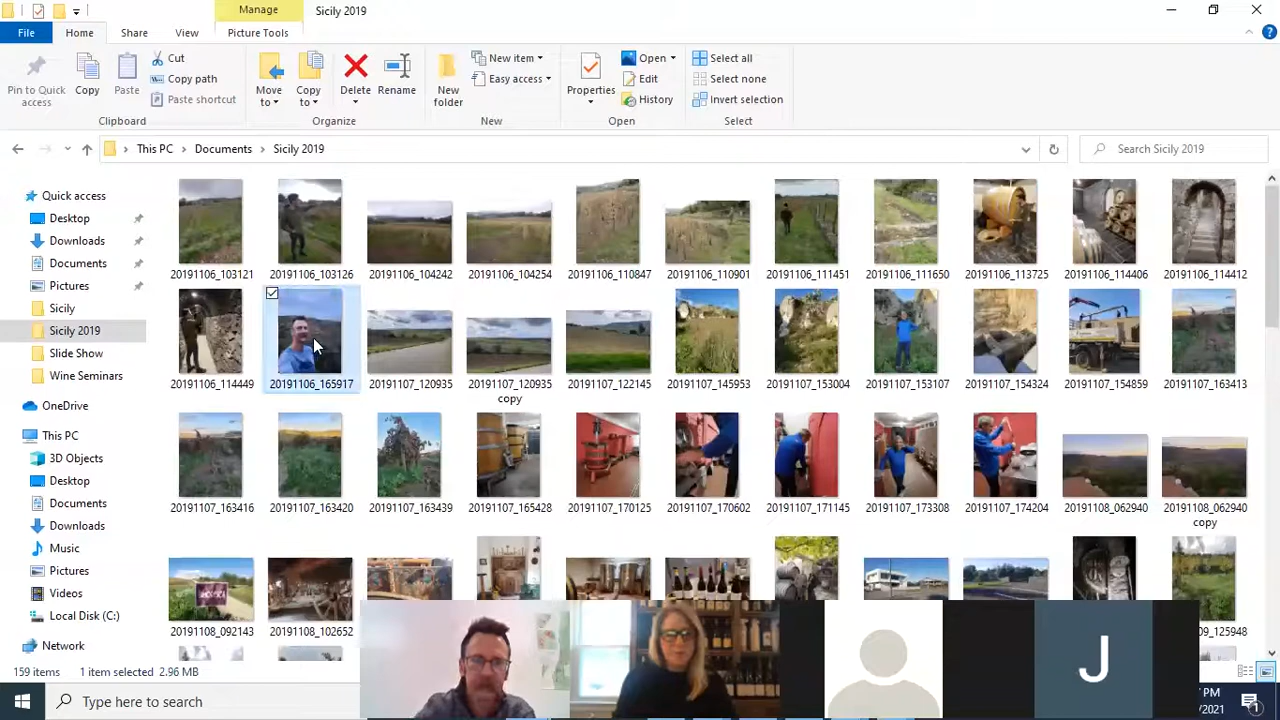 Manage
Sicily 2019
File
Home
Share
View
Picture Tools
Pin to Quick access
Copy
Paste
Cut
Copy path
Paste shortcut
Clipboard
Move to
Copy to
Delete
Rename
Organize
New folder
New item
Easy access
New
Properties
Open
Edit
History
Open
Select all
Select none
Invert selection
Select
This PC > Documents > Sicily 2019
Search Sicily 2019
Quick access
Desktop
Downloads
Documents
Pictures
Sicily
Sicily 2019
Slide Show
Wine Seminars
OneDrive
This PC
3D Objects
Desktop
Documents
Downloads
Music
Pictures
Videos
Local Disk (C:)
Network
20191106_103121 20191106_103126 20191106_104242 20191106_104254 20191106_110847 20191106_110901 20191106_111451 20191106_111650 20191106_113725 20191106_114406 20191106_114412
20191106_114449 20191106_165917 20191107_120935 20191107_120935 copy 20191107_122145 20191107_145953 20191107_153004 20191107_153107 20191107_154324 20191107_154859 20191107_163413
20191107_163416 20191107_163420 20191107_163439 20191107_165428 20191107_170125 20191107_170602 20191107_171145 20191107_173308 20191107_174204 20191108_062940 20191108_062940 copy
20191108_092143 20191108_102652
9_125948
159 items
1 item selected 2.96 MB
J
Type here to search
7 PM
/2021
1